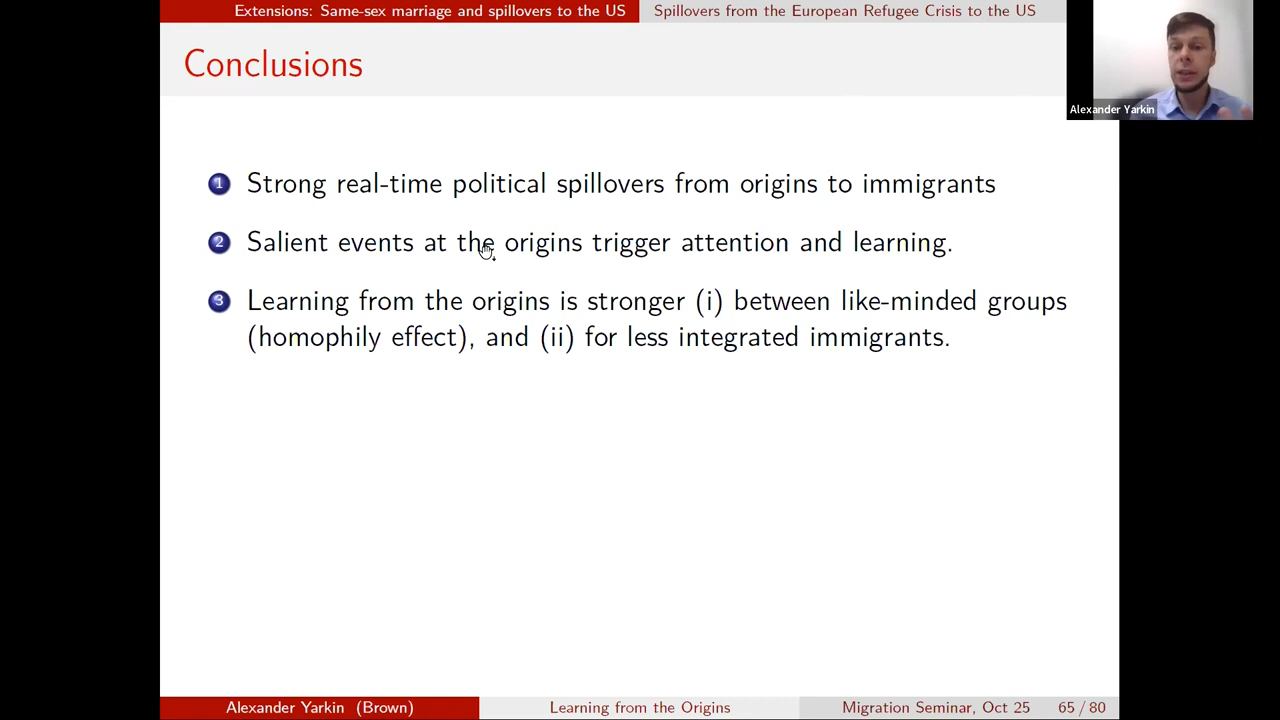 Extensions: Same-sex marriage and spillovers to the US
Spillovers from the European Refugee Crisis to the US
Conclusions
Alexander Yarkin
1 Strong real-time political spillovers from origins to immigrants
2 Salient events at the origins trigger attention and learning.
3 Learning from the origins is stronger (i) between like-minded groups
(homophily effect), and (ii) for less integrated immigrants.
Alexander Yarkin (Brown)
Learning from the Origins
Migration Seminar, Oct 25
65 / 80